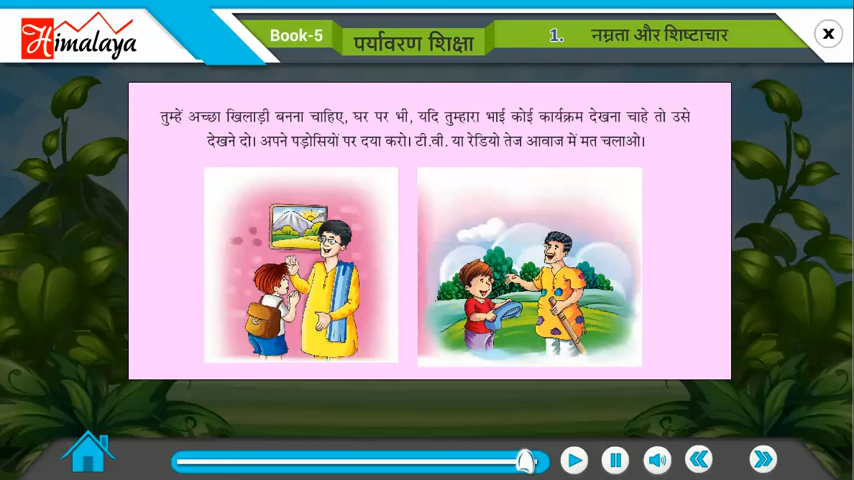 Himalaya
Book-5
पर्यावरण शिक्षा
1. नम्रता और शिष्टाचार
X
तुम्हें अच्छा खिलाड़ी बनना चाहिए, घर पर भी, यदि तुम्हारा भाई कोई कार्यक्रम देखना चाहे तो उसे
देखने दो। अपने पड़ोसियों पर दया करो। टी.वी. या रेडियो तेज आवाज में मत चलाओ।